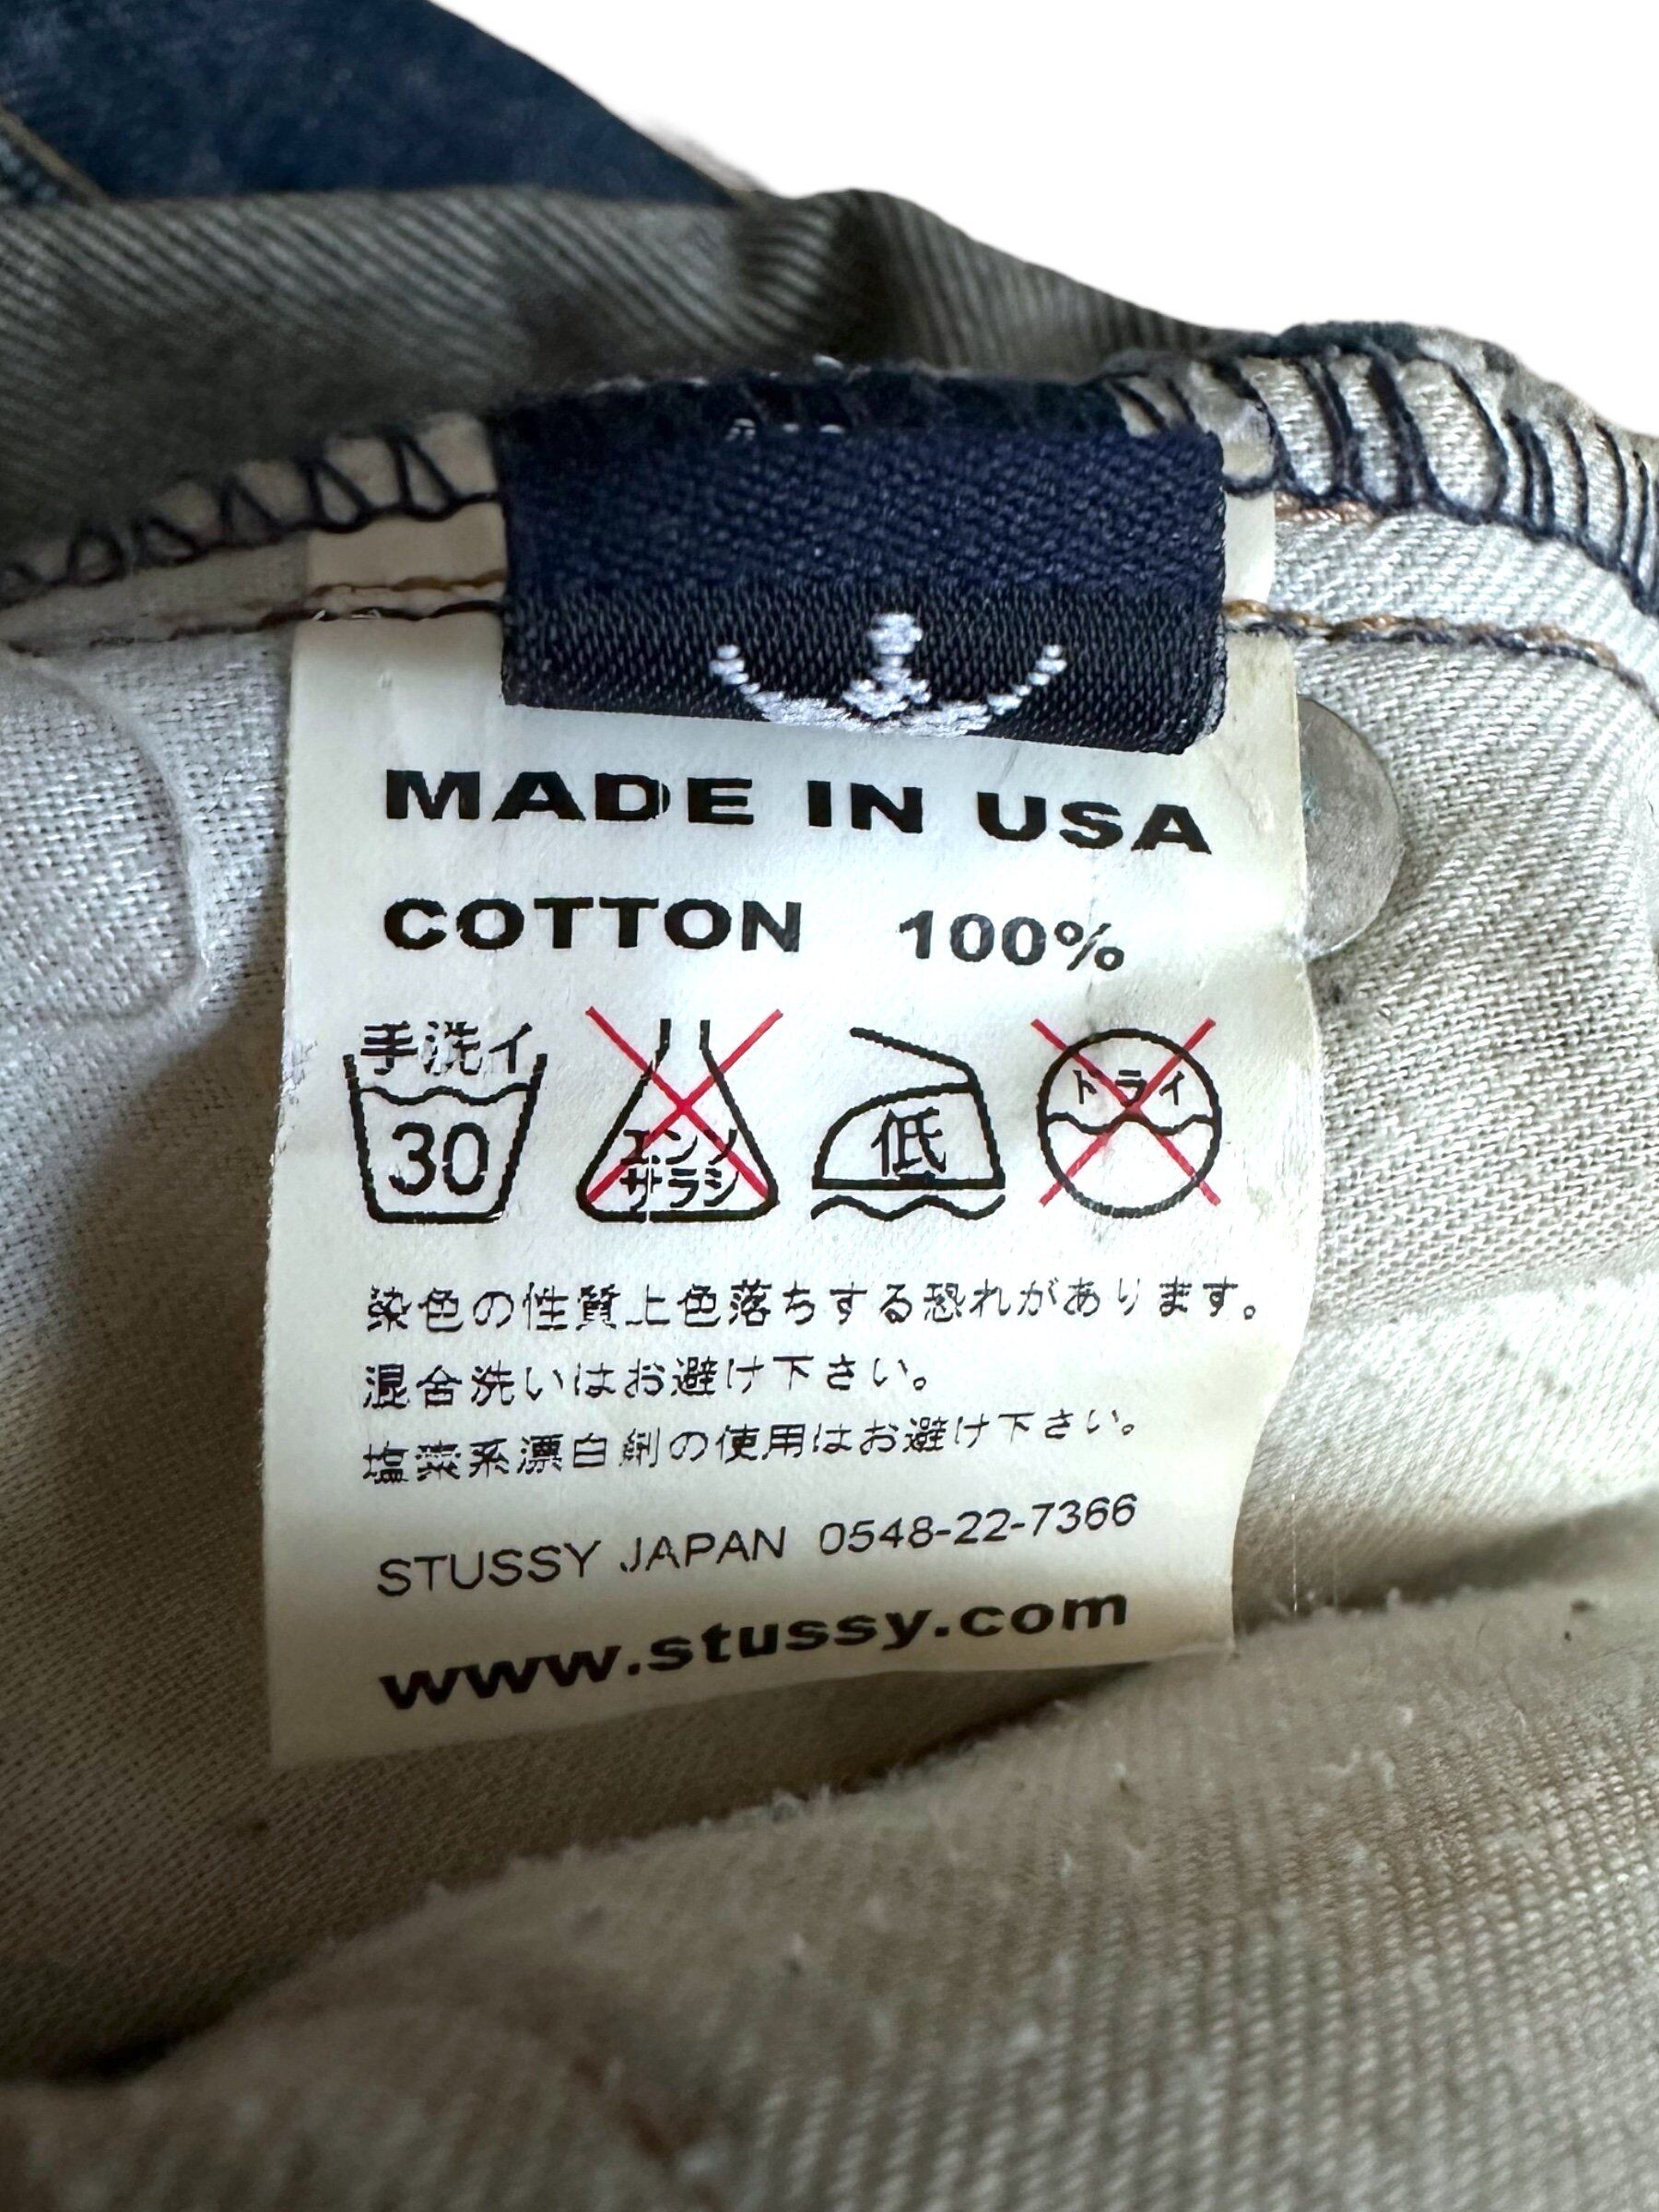 MADE IN USA
COTTON 100%
手洗イ
30
エンソ
サラシ
低
ドライ
染色の性質上色落ちする恐れがあります。
混合洗いはお避け下さい。
塩素系漂白剤の使用はお避け下さい。
STUSSY JAPAN 0548-22-7366
www.stussy.com